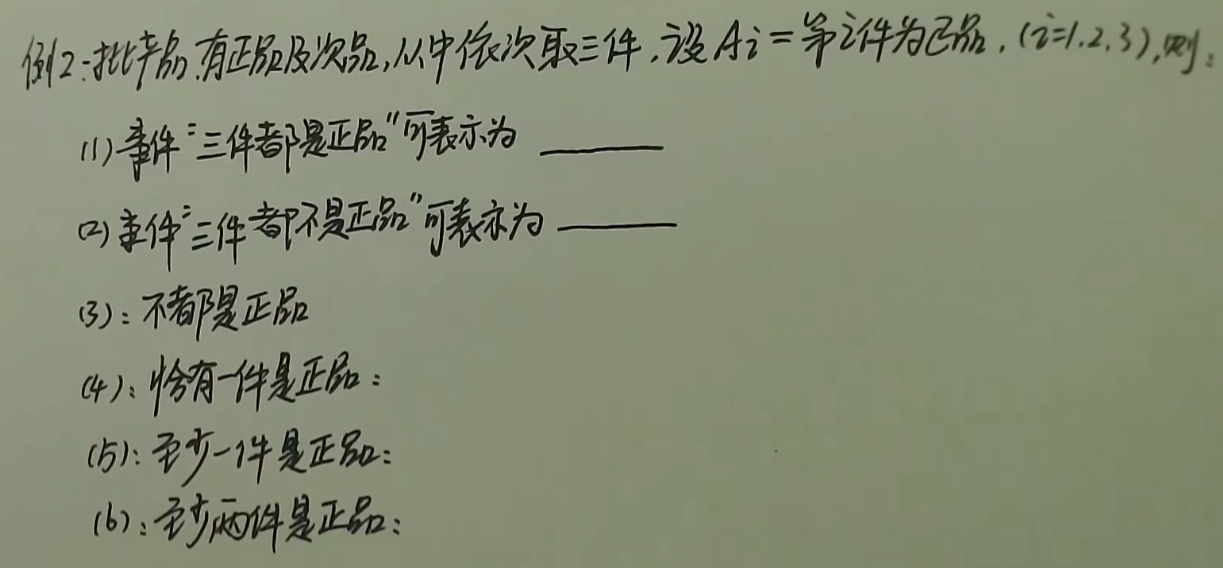 例2一批产品,有正品及次品,从中依次取三件,设Ai=第i件为正品,(i=1.2.3),则:
(1)事件“三件都是正品”可表示为 ______
(2)事件“三件都不是正品”可表示为 ______
(3):不都是正品
(4):恰有一件是正品:
(5):至少一件是正品:
(6):至少两件是正品: